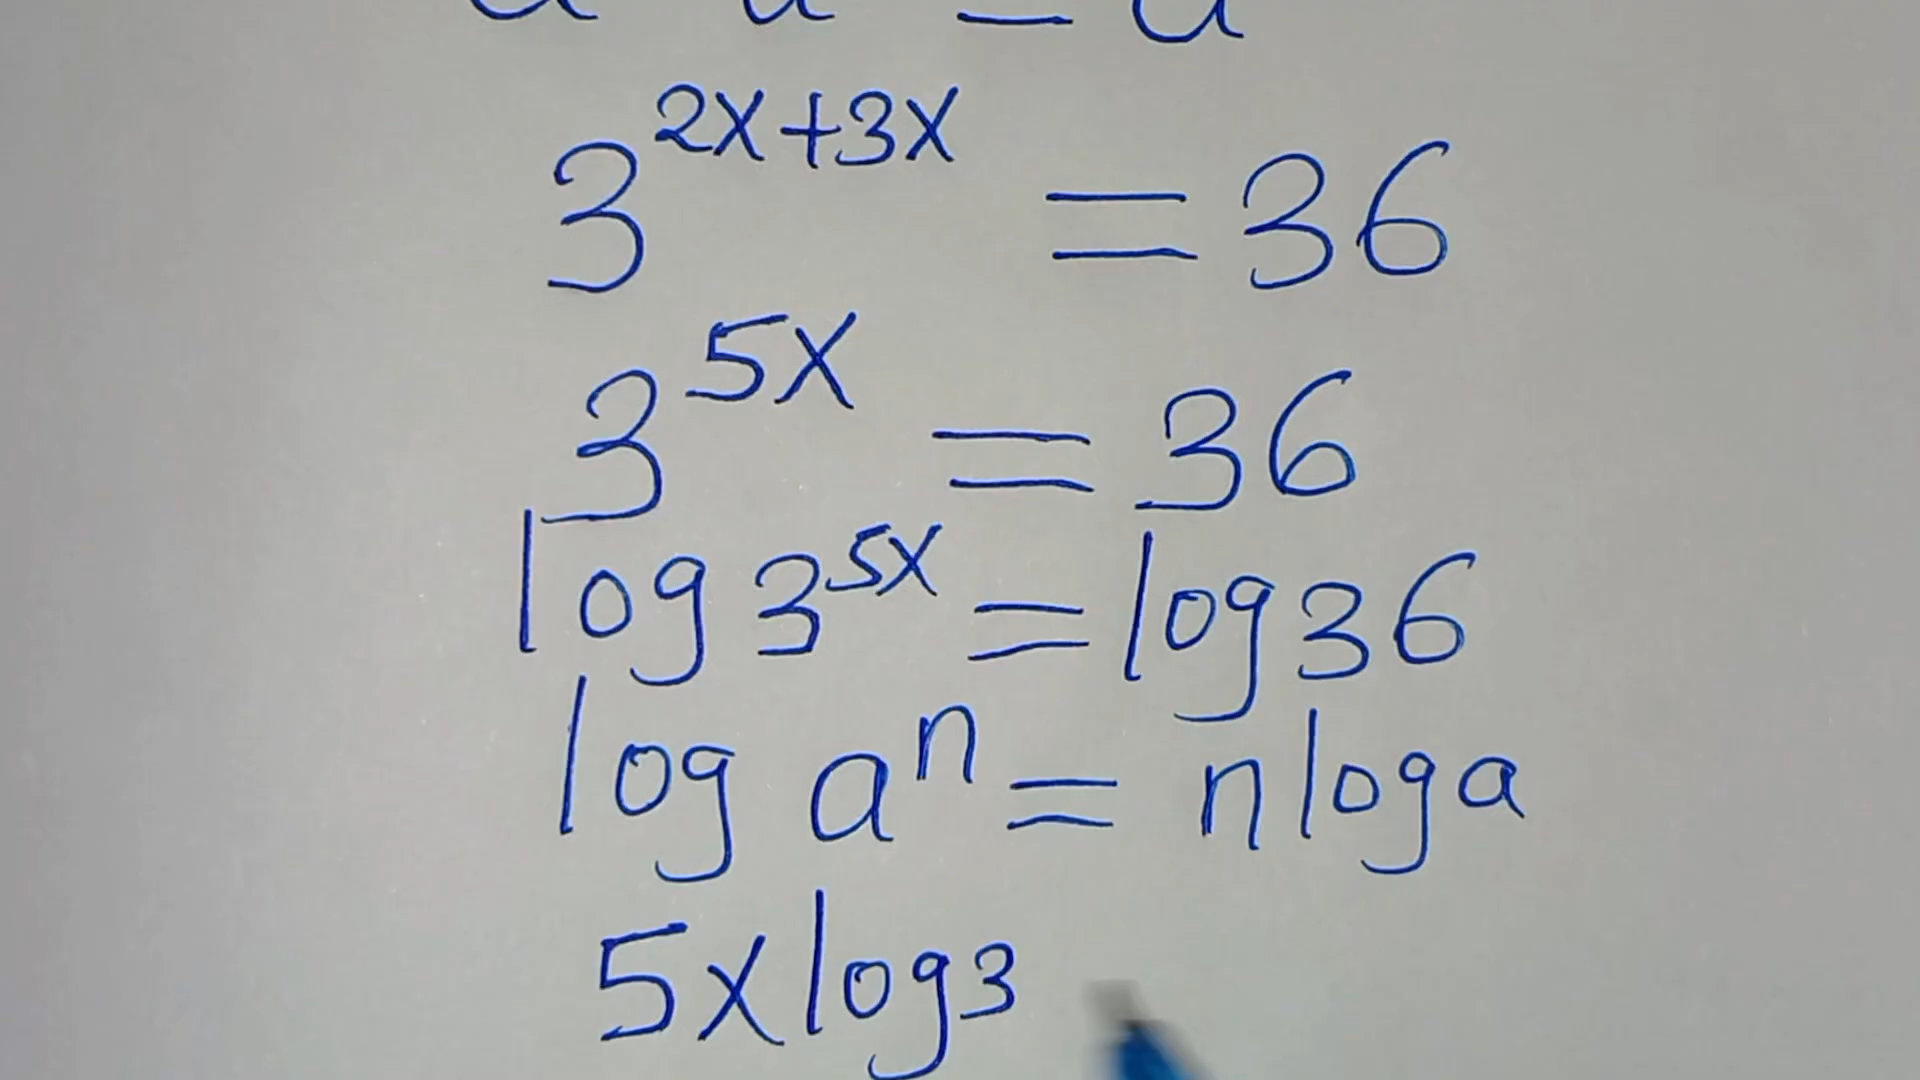 3^{2x+3x} = 36
3^{5x} = 36
log 3^{5x} = log 36
log a^n = n log a
5x log 3